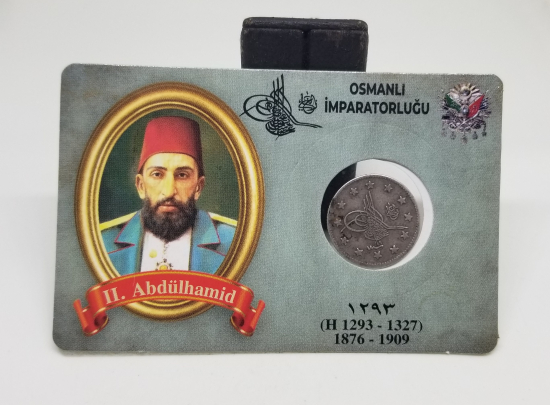 OSMANLI
İMPARATORLUĞU
II. Abdülhamid
١٢٩٣
(H 1293 - 1327)
1876 - 1909